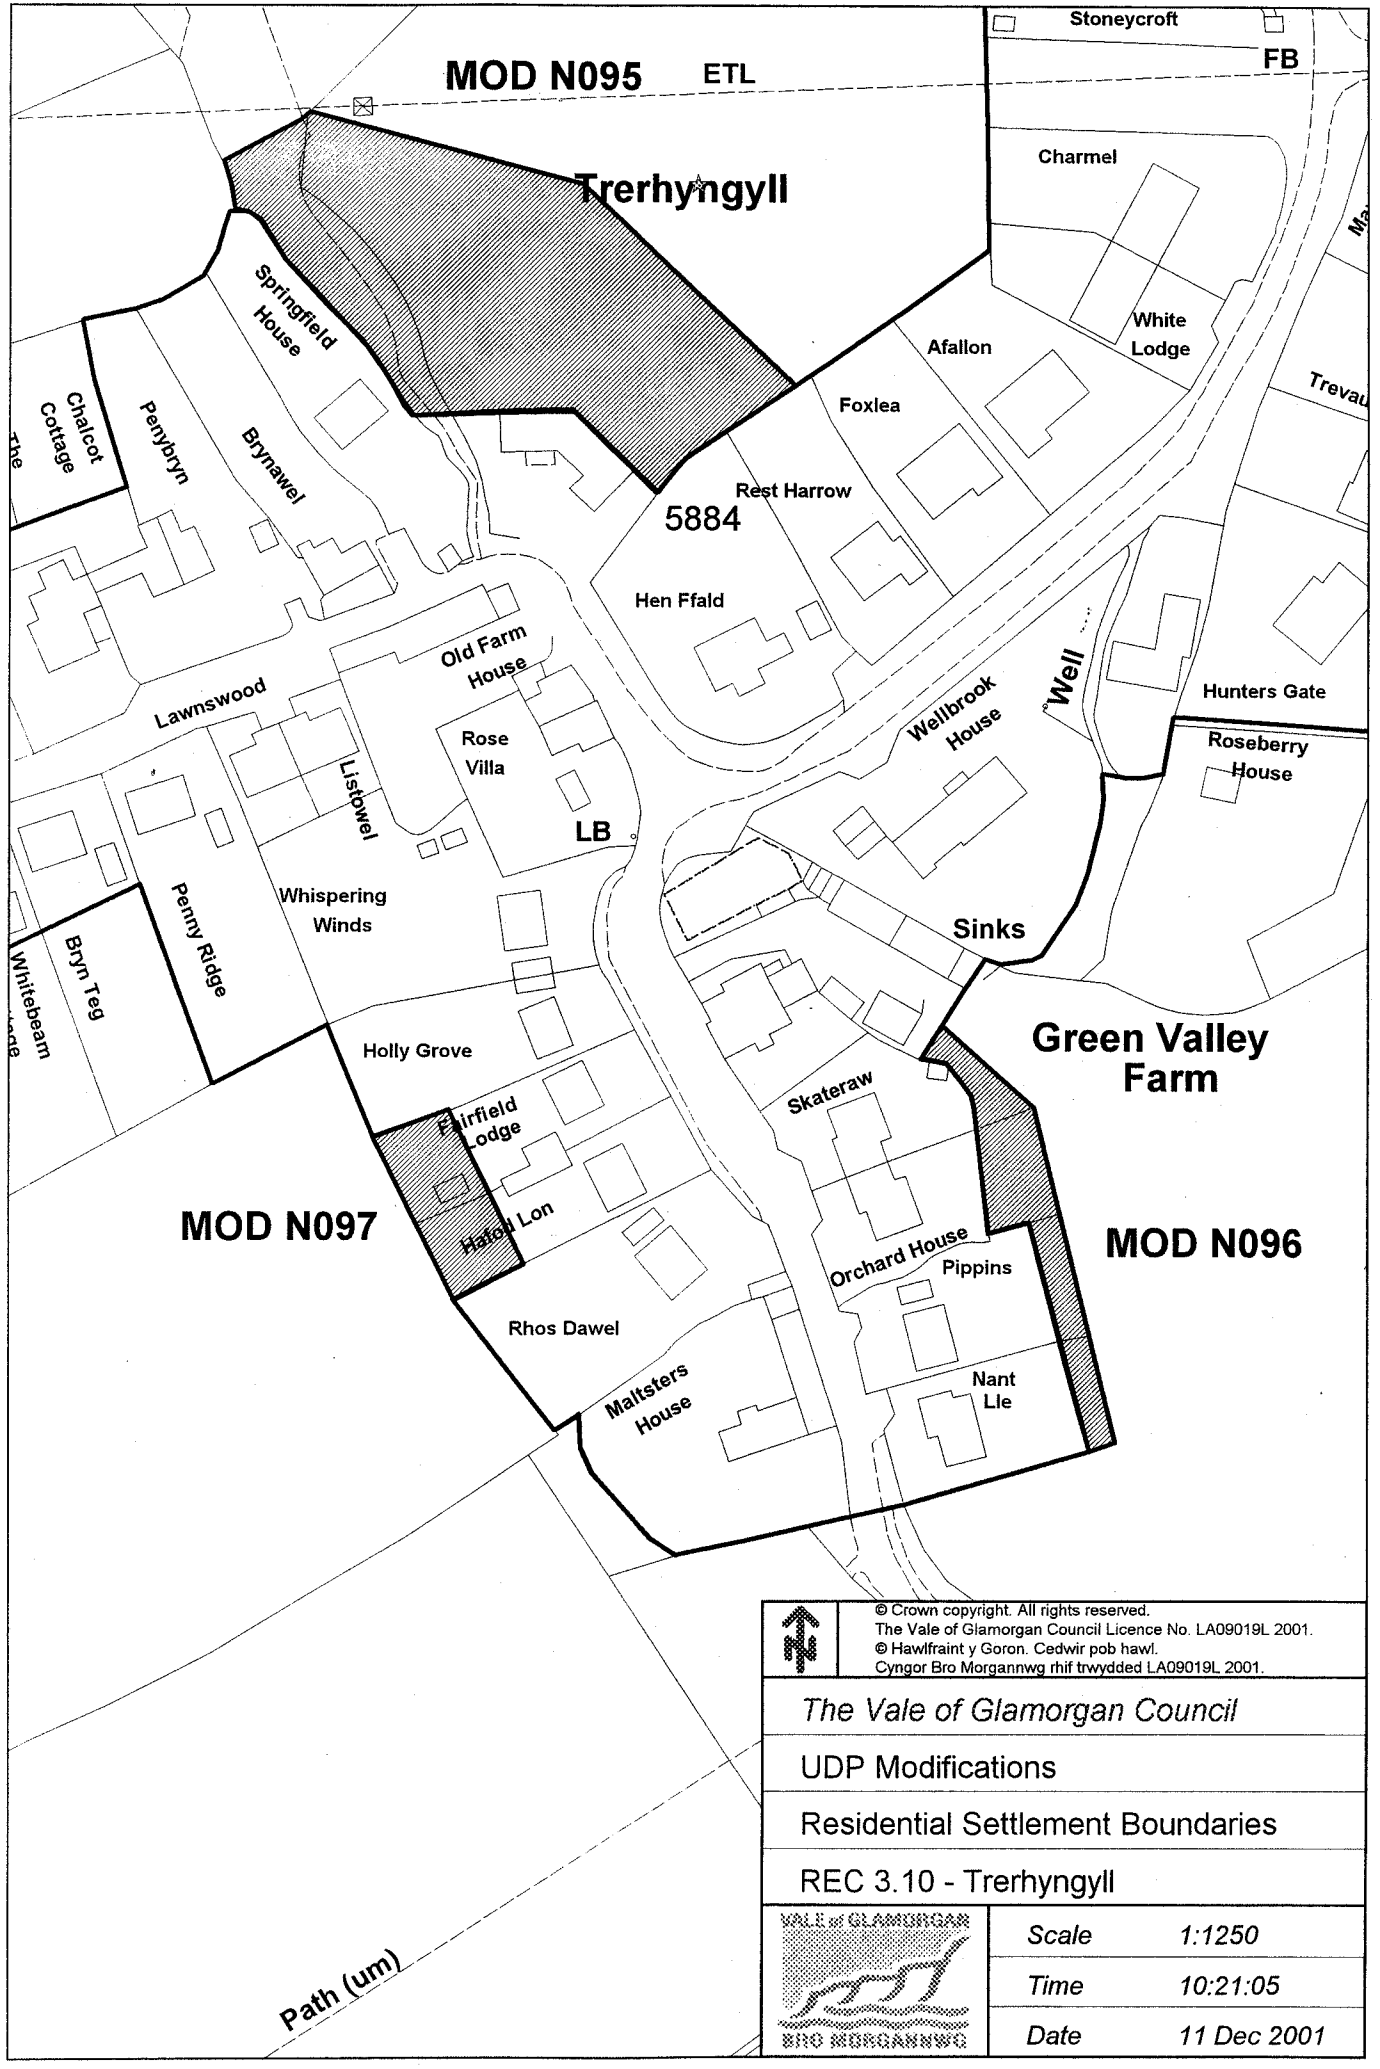 Stoneycroft
FB
MOD N095
ETL
Charmel
Trerhyngyll
Springfield
House
White
Lodge
Afallon
Foxlea
Chalcot
Cottage
The
Penybryn
Brynawel
Rest Harrow
5884
Hen Ffald
Old Farm
House
Well
Hunters Gate
Lawnswood
Wellbrook
House
Rose
Villa
Roseberry
House
Listowel
LB
Whispering
Winds
Penny Ridge
Sinks
Bryn Teg
Whitebeam
Holly Grove
Green Valley
Farm
Skateraw
Fairfield
Lodge
MOD N097
Hafod Lon
MOD N096
Orchard House
Pippins
Rhos Dawel
Maltsters
House
Nant
Lle
Path (um)
N
© Crown copyright. All rights reserved.
The Vale of Glamorgan Council Licence No. LA09019L 2001.
© Hawlfraint y Goron. Cedwir pob hawl.
Cyngor Bro Morgannwg rhif trwydded LA09019L 2001.
The Vale of Glamorgan Council
UDP Modifications
Residential Settlement Boundaries
REC 3.10 - Trerhyngyll
VALE of GLAMORGAN
BRO MORGANNWG
Scale 1:1250
Time 10:21:05
Date 11 Dec 2001